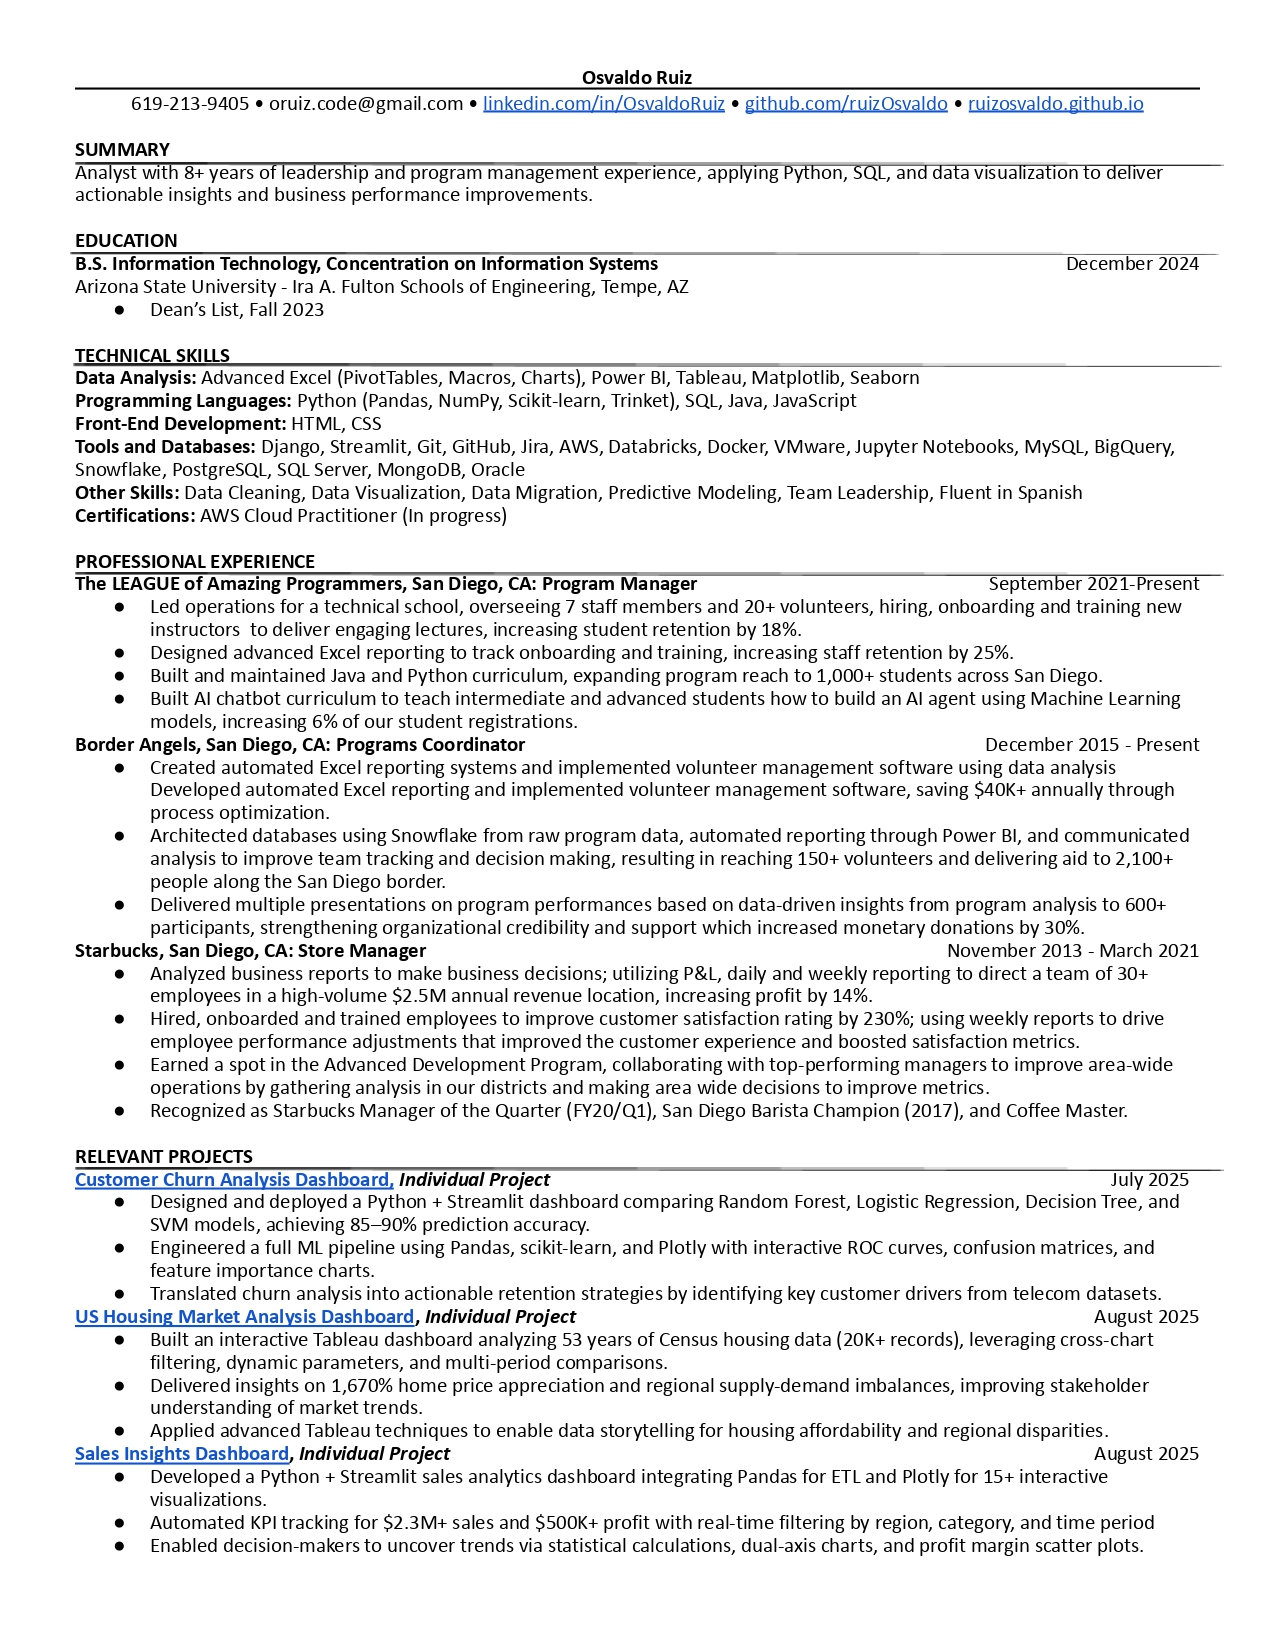 Osvaldo Ruiz
619-213-9405 • oruiz.code@gmail.com • linkedin.com/in/OsvaldoRuiz • github.com/ruizOsvaldo • ruizosvaldo.github.io
SUMMARY
Analyst with 8+ years of leadership and program management experience, applying Python, SQL, and data visualization to deliver
actionable insights and business performance improvements.
EDUCATION
B.S. Information Technology, Concentration on Information Systems December 2024
Arizona State University - Ira A. Fulton Schools of Engineering, Tempe, AZ
● Dean’s List, Fall 2023
TECHNICAL SKILLS
Data Analysis: Advanced Excel (PivotTables, Macros, Charts), Power BI, Tableau, Matplotlib, Seaborn
Programming Languages: Python (Pandas, NumPy, Scikit-learn, Trinket), SQL, Java, JavaScript
Front-End Development: HTML, CSS
Tools and Databases: Django, Streamlit, Git, GitHub, Jira, AWS, Databricks, Docker, VMware, Jupyter Notebooks, MySQL, BigQuery,
Snowflake, PostgreSQL, SQL Server, MongoDB, Oracle
Other Skills: Data Cleaning, Data Visualization, Data Migration, Predictive Modeling, Team Leadership, Fluent in Spanish
Certifications: AWS Cloud Practitioner (In progress)
PROFESSIONAL EXPERIENCE
The LEAGUE of Amazing Programmers, San Diego, CA: Program Manager September 2021-Present
● Led operations for a technical school, overseeing 7 staff members and 20+ volunteers, hiring, onboarding and training new
instructors to deliver engaging lectures, increasing student retention by 18%.
● Designed advanced Excel reporting to track onboarding and training, increasing staff retention by 25%.
● Built and maintained Java and Python curriculum, expanding program reach to 1,000+ students across San Diego.
● Built AI chatbot curriculum to teach intermediate and advanced students how to build an AI agent using Machine Learning
models, increasing 6% of our student registrations.
Border Angels, San Diego, CA: Programs Coordinator December 2015 - Present
● Created automated Excel reporting systems and implemented volunteer management software using data analysis
Developed automated Excel reporting and implemented volunteer management software, saving $40K+ annually through
process optimization.
● Architected databases using Snowflake from raw program data, automated reporting through Power BI, and communicated
analysis to improve team tracking and decision making, resulting in reaching 150+ volunteers and delivering aid to 2,100+
people along the San Diego border.
● Delivered multiple presentations on program performances based on data-driven insights from program analysis to 600+
participants, strengthening organizational credibility and support which increased monetary donations by 30%.
Starbucks, San Diego, CA: Store Manager November 2013 - March 2021
● Analyzed business reports to make business decisions; utilizing P&L, daily and weekly reporting to direct a team of 30+
employees in a high-volume $2.5M annual revenue location, increasing profit by 14%.
● Hired, onboarded and trained employees to improve customer satisfaction rating by 230%; using weekly reports to drive
employee performance adjustments that improved the customer experience and boosted satisfaction metrics.
● Earned a spot in the Advanced Development Program, collaborating with top-performing managers to improve area-wide
operations by gathering analysis in our districts and making area wide decisions to improve metrics.
● Recognized as Starbucks Manager of the Quarter (FY20/Q1), San Diego Barista Champion (2017), and Coffee Master.
RELEVANT PROJECTS
Customer Churn Analysis Dashboard, Individual Project July 2025
● Designed and deployed a Python + Streamlit dashboard comparing Random Forest, Logistic Regression, Decision Tree, and
SVM models, achieving 85–90% prediction accuracy.
● Engineered a full ML pipeline using Pandas, scikit-learn, and Plotly with interactive ROC curves, confusion matrices, and
feature importance charts.
● Translated churn analysis into actionable retention strategies by identifying key customer drivers from telecom datasets.
US Housing Market Analysis Dashboard, Individual Project August 2025
● Built an interactive Tableau dashboard analyzing 53 years of Census housing data (20K+ records), leveraging cross-chart
filtering, dynamic parameters, and multi-period comparisons.
● Delivered insights on 1,670% home price appreciation and regional supply-demand imbalances, improving stakeholder
understanding of market trends.
● Applied advanced Tableau techniques to enable data storytelling for housing affordability and regional disparities.
Sales Insights Dashboard, Individual Project August 2025
● Developed a Python + Streamlit sales analytics dashboard integrating Pandas for ETL and Plotly for 15+ interactive
visualizations.
● Automated KPI tracking for $2.3M+ sales and $500K+ profit with real-time filtering by region, category, and time period
● Enabled decision-makers to uncover trends via statistical calculations, dual-axis charts, and profit margin scatter plots.